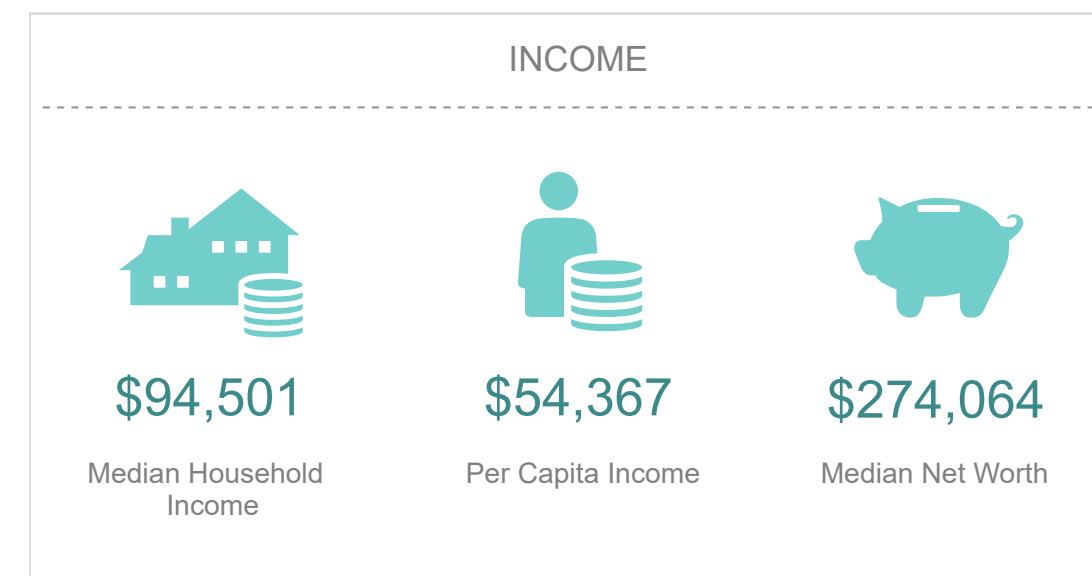 INCOME
$94,501
$54,367
$274,064
Median Household
Income
Per Capita Income
Median Net Worth